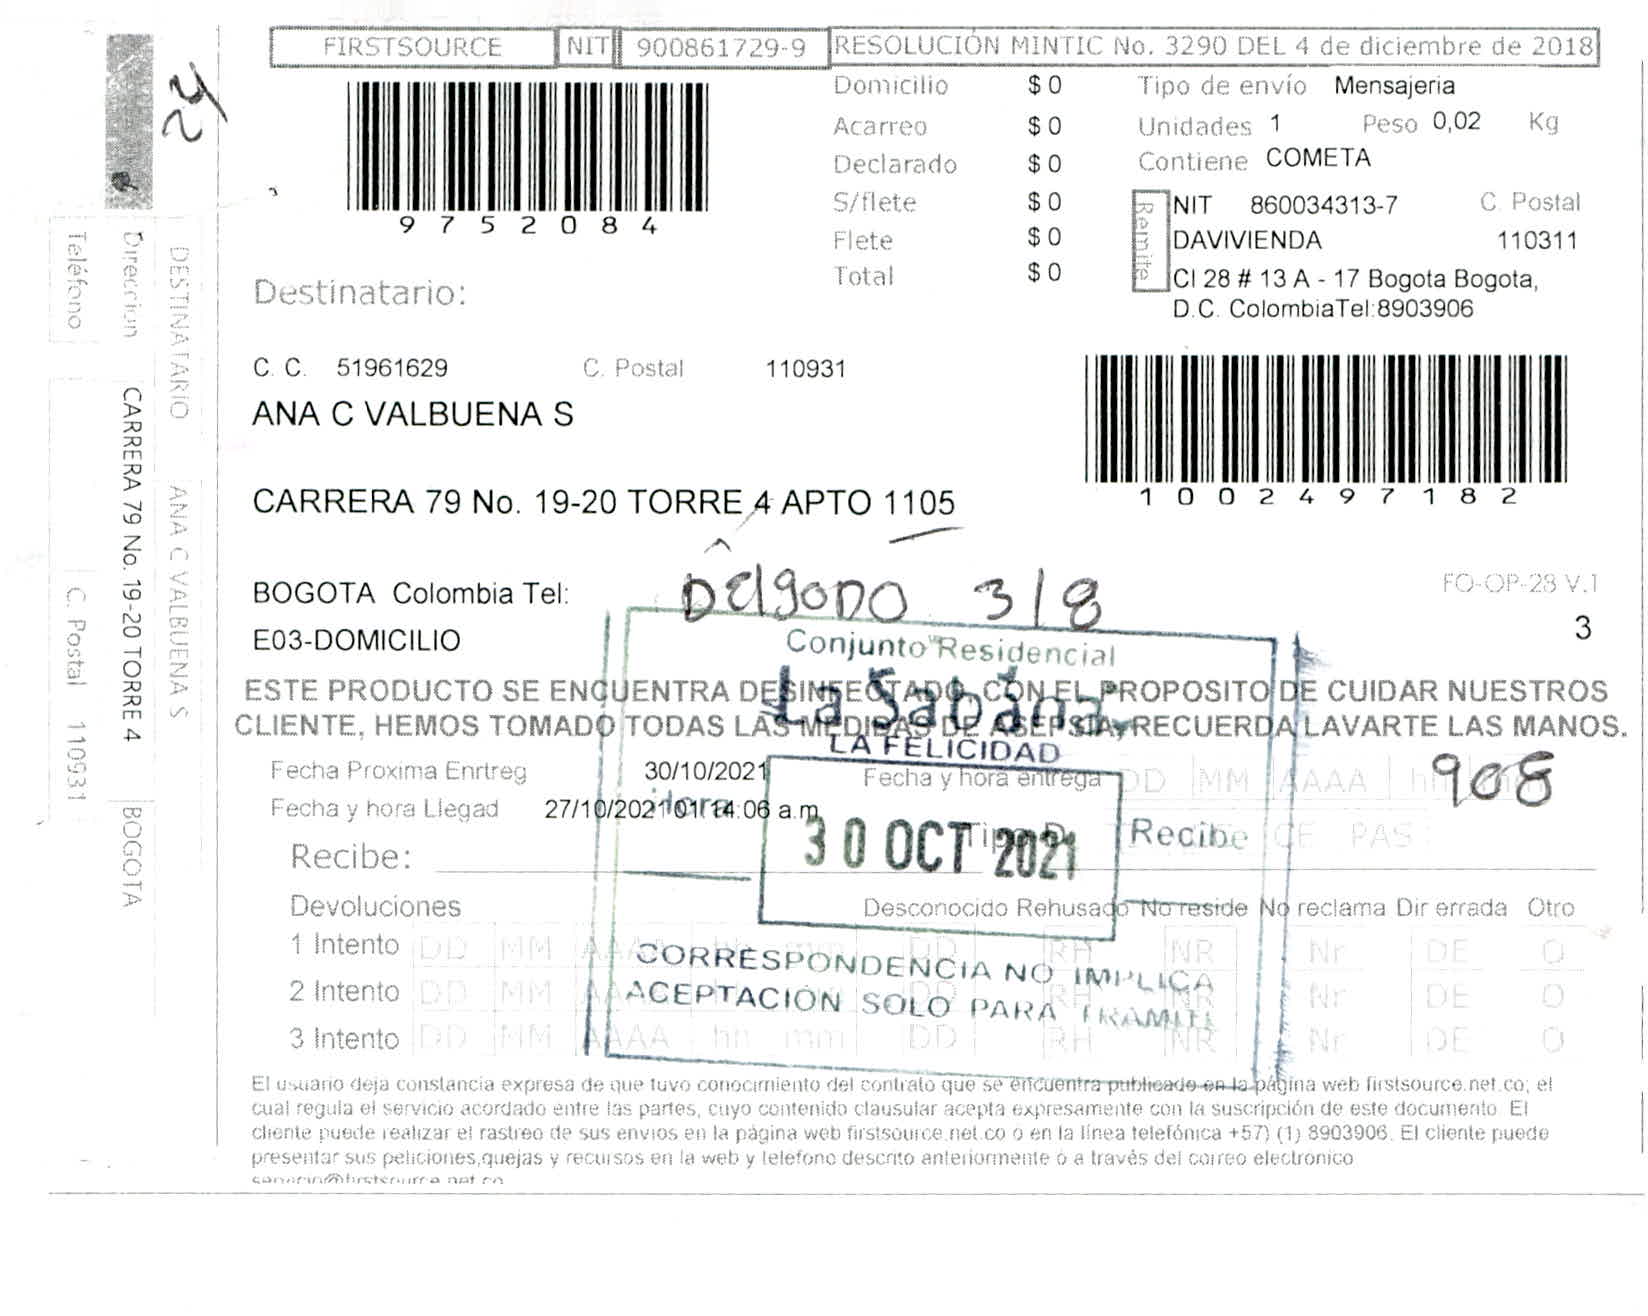 FIRSTSOURCE NIT 900861729-9 RESOLUCIÓN MINTIC No. 3290 DEL 4 de diciembre de 2018
24
9752084
Domicilio $ 0
Acarreo $ 0
Declarado $ 0
S/flete $ 0
Flete $ 0
Total $ 0
Tipo de envío Mensajeria
Unidades 1 Peso 0,02 Kg
Contiene COMETA
Remite
NIT 860034313-7 C. Postal
DAVIVIENDA 110311
Cl 28 # 13 A - 17 Bogota Bogota,
D.C. ColombiaTel:8903906
Destinatario:
C. C. 51961629 C. Postal 110931
ANA C VALBUENA S
1002497182
CARRERA 79 No. 19-20 TORRE 4 APTO 1105
BOGOTA Colombia Tel:
318
FO-OP-28 V.1
E03-DOMICILIO
3
Conjunto Residencial
La Sabana
LA FELICIDAD
ESTE PRODUCTO SE ENCUENTRA DESINFECTADO CON EL PROPOSITO DE CUIDAR NUESTROS
CLIENTE, HEMOS TOMADO TODAS LAS MEDIDAS DE ASEPSIA, RECUERDA LAVARTE LAS MANOS.
Fecha Proxima Enrtreg 30/10/2021 Fecha y hora entrega DD MM AAAA
908
Fecha y hora Llegad 27/10/2021 01:14:06 a.m.
Hora
30 OCT 2021
Recibe
CE PAS
Recibe:
Devoluciones Desconocido Rehusado No reside No reclama Dir errada Otro
1 Intento DD MM AAAA hh mm DD RH NR Nr DE O
2 Intento DD MM AAAA hh mm DD RH NR Nr DE O
3 Intento DD MM AAAA hh mm DD RH NR Nr DE O
CORRESPONDENCIA NO IMPLICA
ACEPTACIÓN SOLO PARA TRAMITE
El usuario deja constancia expresa de que tuvo conocimiento del contrato que se encuentra publicado en la página web firstsource.net.co; el
cual regula el servicio acordado entre las partes, cuyo contenido clausular acepta expresamente con la suscripción de este documento. El
cliente puede realizar el rastreo de sus envios en la página web firstsource.net.co o en la línea telefónica +57) (1) 8903906. El cliente puede
presentar sus peticiones,quejas y recursos en la web y telefono descrito anteriormente o a través del correo electronico
servicio@firstsource.net.co
DESTINATARIO ANA C VALBUENA S
Direccion CARRERA 79 No. 19-20 TORRE 4 BOGOTA
Teléfono C. Postal 110931